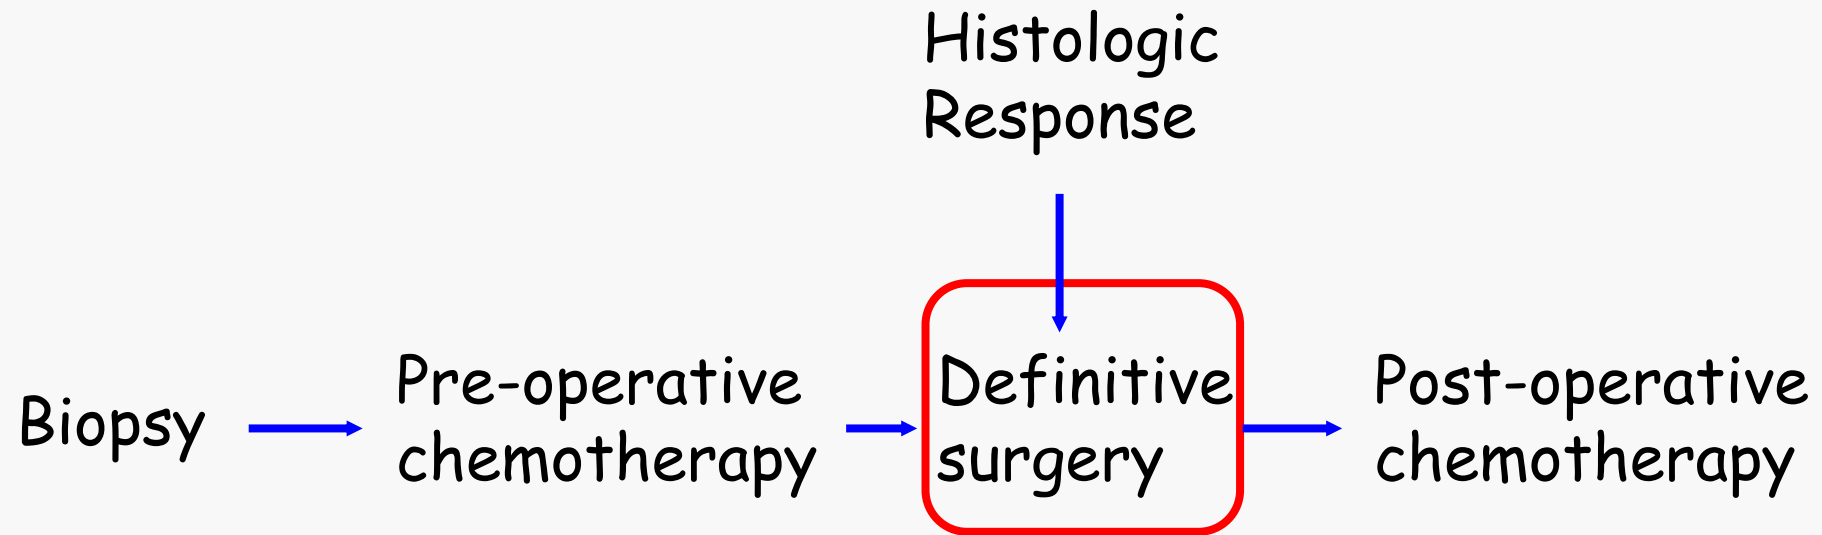 Histologic
Response
Biopsy
Pre-operative
chemotherapy
Definitive
surgery
Post-operative
chemotherapy